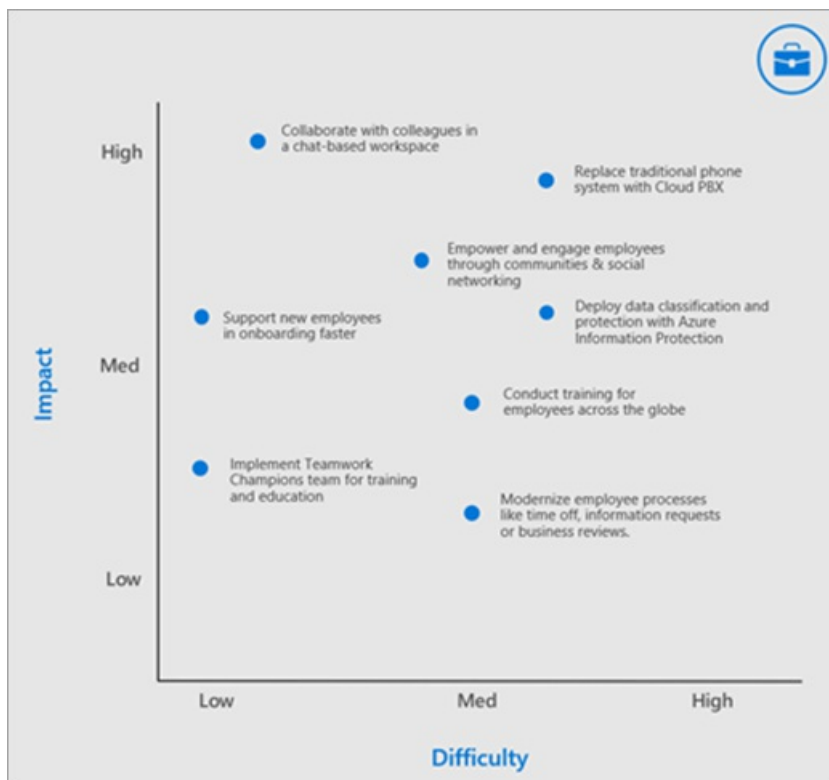 High
Collaborate with colleagues in
a chat-based workspace
Replace traditional phone
system with Cloud PBX
Empower and engage employees
through communities & social
networking
Support new employees
in onboarding faster
Deploy data classification and
protection with Azure
Information Protection
Med
Impact
Conduct training for
employees across the globe
Implement Teamwork
Champions team for training
and education
Modernize employee processes
like time off, information requests
or business reviews.
Low
Low
Med
High
Difficulty